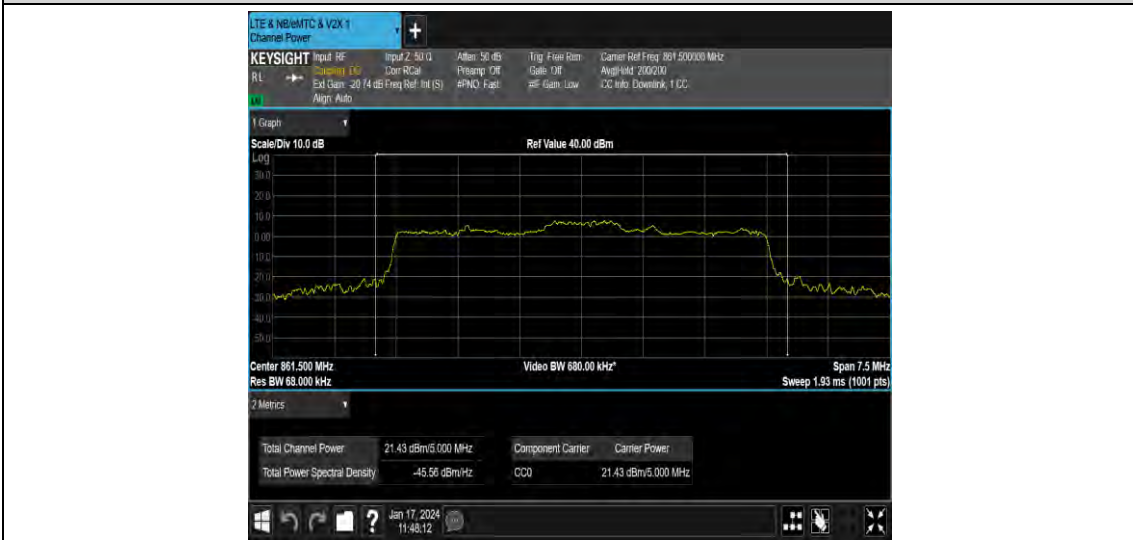 LTE & NB/eMTC & V2X 1
Channel Power
+
KEYSIGHT Input: RF Input Z: 50 Ω Atten: 50 dB Trig: Free Run Carrier Ref Freq: 861.500000 MHz
RL Coupling: DC Corr RCal Preamp: Off Gate: Off Avg|Hold: 200/200
Ext Gain: -20.74 dB Freq Ref: Int (S) #PNO: Fast #IF Gain: Low CC Info: Downlink, 1 CC
Align: Auto
1 Graph
Scale/Div 10.0 dB Ref Value 40.00 dBm
Log
30.0
20.0
10.0
0.00
-10.0
-20.0
-30.0
-40.0
-50.0
Center 861.500 MHz Video BW 680.00 kHz* Span 7.5 MHz
Res BW 68.000 kHz Sweep 1.93 ms (1001 pts)
2 Metrics
Total Channel Power 21.43 dBm/5.000 MHz Component Carrier Carrier Power
Total Power Spectral Density -45.56 dBm/Hz CC0 21.43 dBm/5.000 MHz
? Jan 17, 2024
11:48:12